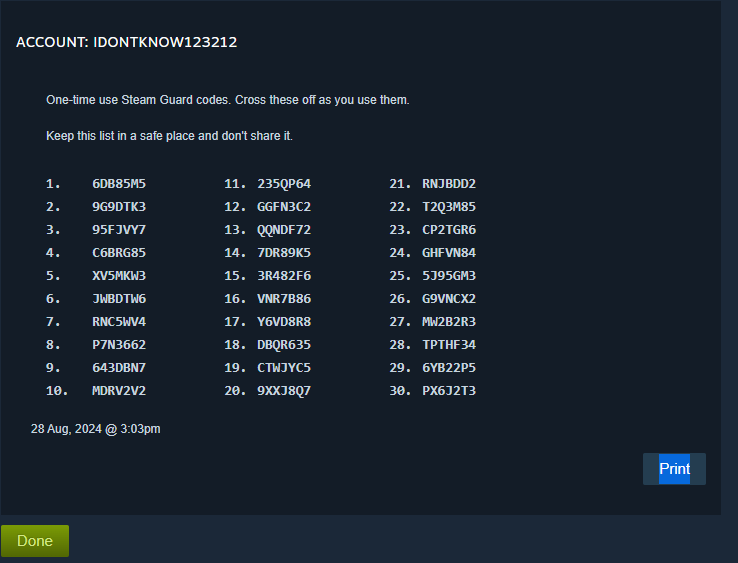 ACCOUNT: IDONTKNOW123212
One-time use Steam Guard codes. Cross these off as you use them.
Keep this list in a safe place and don't share it.
1. 6DB85M5 11. 235QP64 21. RNJBDD2
2. 9G9DTK3 12. GGFN3C2 22. T2Q3M85
3. 95FJVY7 13. QQNDF72 23. CP2TGR6
4. C6BRG85 14. 7DR89K5 24. GHFVN84
5. XV5MKW3 15. 3R482F6 25. 5J95GM3
6. JWBDTW6 16. VNR7B86 26. G9VNCX2
7. RNC5WV4 17. Y6VD8R8 27. MW2B2R3
8. P7N3662 18. DBQR635 28. TPTHF34
9. 643DBN7 19. CTWJYC5 29. 6YB22P5
10. MDRV2V2 20. 9XXJ8Q7 30. PX6J2T3
28 Aug, 2024 @ 3:03pm
Print
Done